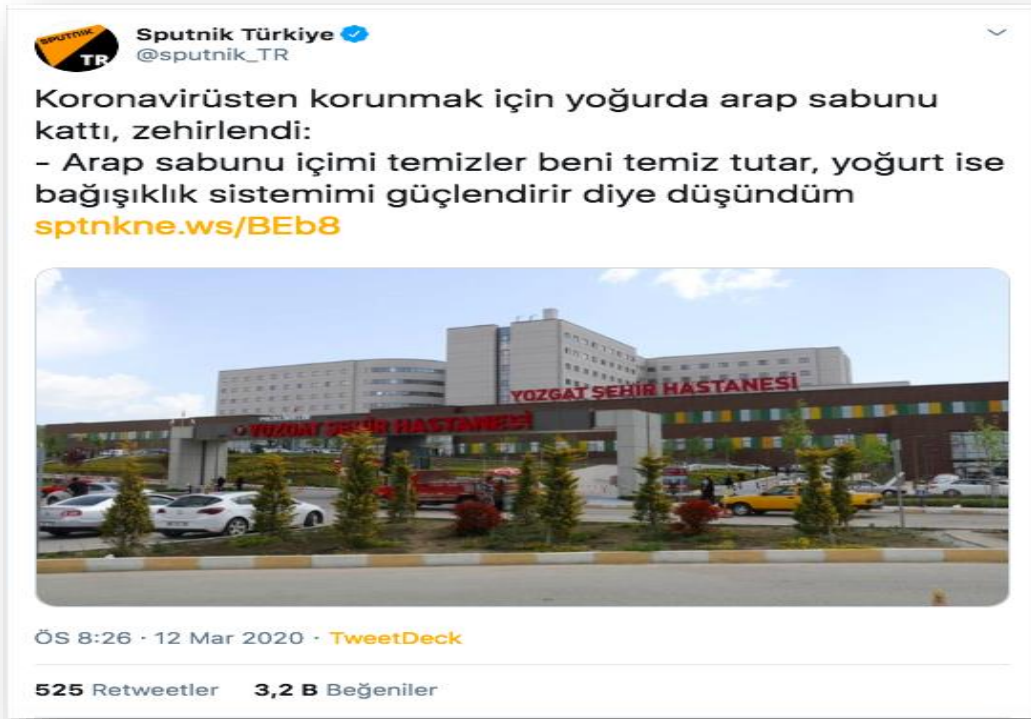 SPUTNIK
TR
Sputnik Türkiye
@sputnik_TR
Koronavirüsten korunmak için yoğurda arap sabunu
kattı, zehirlendi:
- Arap sabunu içimi temizler beni temiz tutar, yoğurt ise
bağışıklık sistemimi güçlendirir diye düşündüm
sptnkne.ws/BEb8
YOZGAT ŞEHİR HASTANESİ
YOZGAT ŞEHİR HASTANESİ
ÖS 8:26 · 12 Mar 2020 · TweetDeck
525 Retweetler 3,2 B Beğeniler